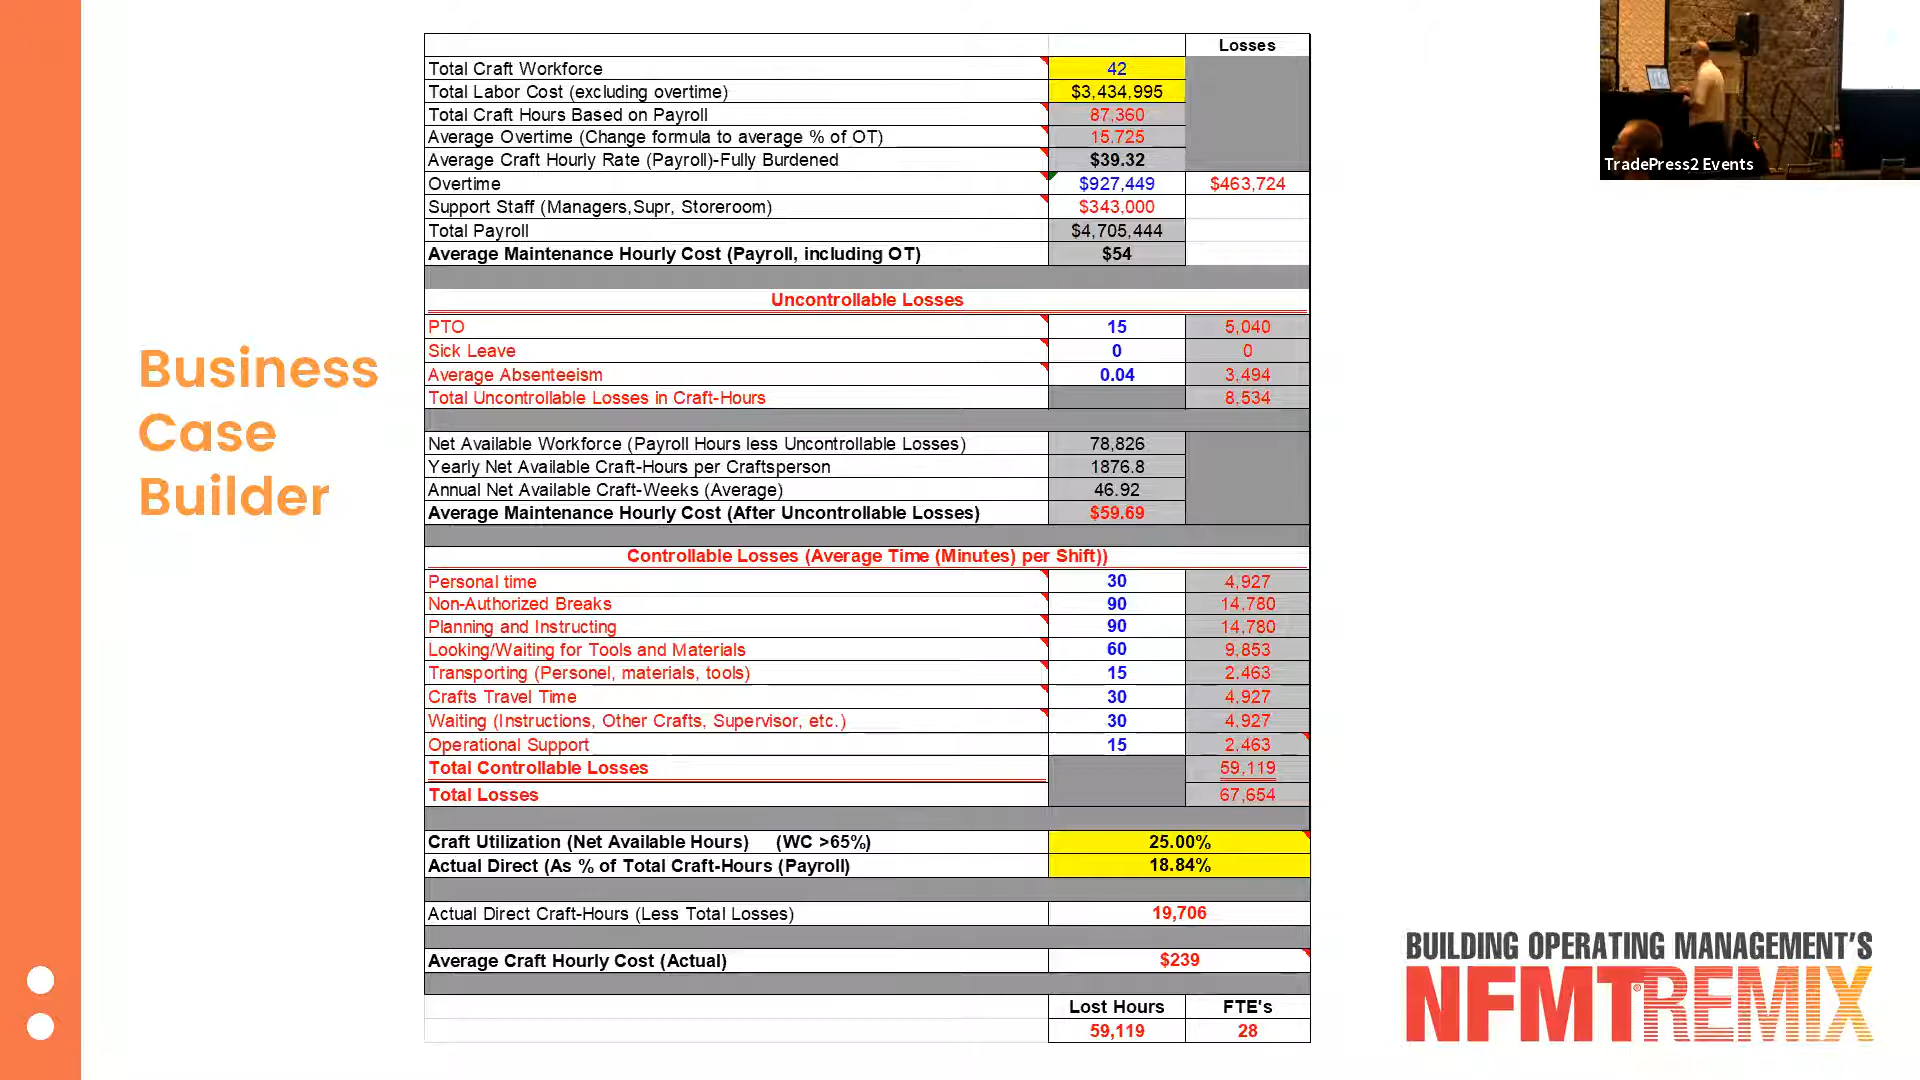 Losses
Total Craft Workforce 42
Total Labor Cost (excluding overtime) $3,434,995
Total Craft Hours Based on Payroll 87,360
Average Overtime (Change formula to average % of OT) 15,725
Average Craft Hourly Rate (Payroll)-Fully Burdened $39.32
Overtime $927,449 $463,724
Support Staff (Managers,Supr, Storeroom) $343,000
Total Payroll $4,705,444
Average Maintenance Hourly Cost (Payroll, including OT) $54
Uncontrollable Losses
PTO 15 5,040
Sick Leave 0 0
Average Absenteeism 0.04 3,494
Total Uncontrollable Losses in Craft-Hours 8,534
Net Available Workforce (Payroll Hours less Uncontrollable Losses) 78,826
Yearly Net Available Craft-Hours per Craftsperson 1876.8
Annual Net Available Craft-Weeks (Average) 46.92
Average Maintenance Hourly Cost (After Uncontrollable Losses) $59.69
Controllable Losses (Average Time (Minutes) per Shift))
Personal time 30 4,927
Non-Authorized Breaks 90 14,780
Planning and Instructing 90 14,780
Looking/Waiting for Tools and Materials 60 9,853
Transporting (Personel, materials, tools) 15 2,463
Crafts Travel Time 30 4,927
Waiting (Instructions, Other Crafts, Supervisor, etc.) 30 4,927
Operational Support 15 2,463
Total Controllable Losses 59,119
Total Losses 67,654
Craft Utilization (Net Available Hours) (WC >65%) 25.00%
Actual Direct (As % of Total Craft-Hours (Payroll) 18.84%
Actual Direct Craft-Hours (Less Total Losses) 19,706
Average Craft Hourly Cost (Actual) $239
Lost Hours FTE's
59,119 28
Business
Case
Builder
TradePress2 Events
BUILDING OPERATING MANAGEMENT'S
NFMT®REMIX